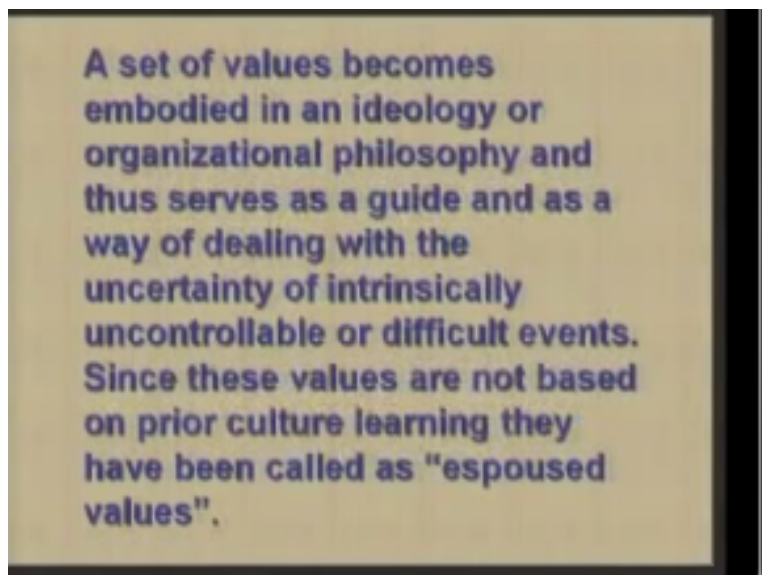 A set of values becomes
embodied in an ideology or
organizational philosophy and
thus serves as a guide and as a
way of dealing with the
uncertainty of intrinsically
uncontrollable or difficult events.
Since these values are not based
on prior culture learning they
have been called as "espoused
values".